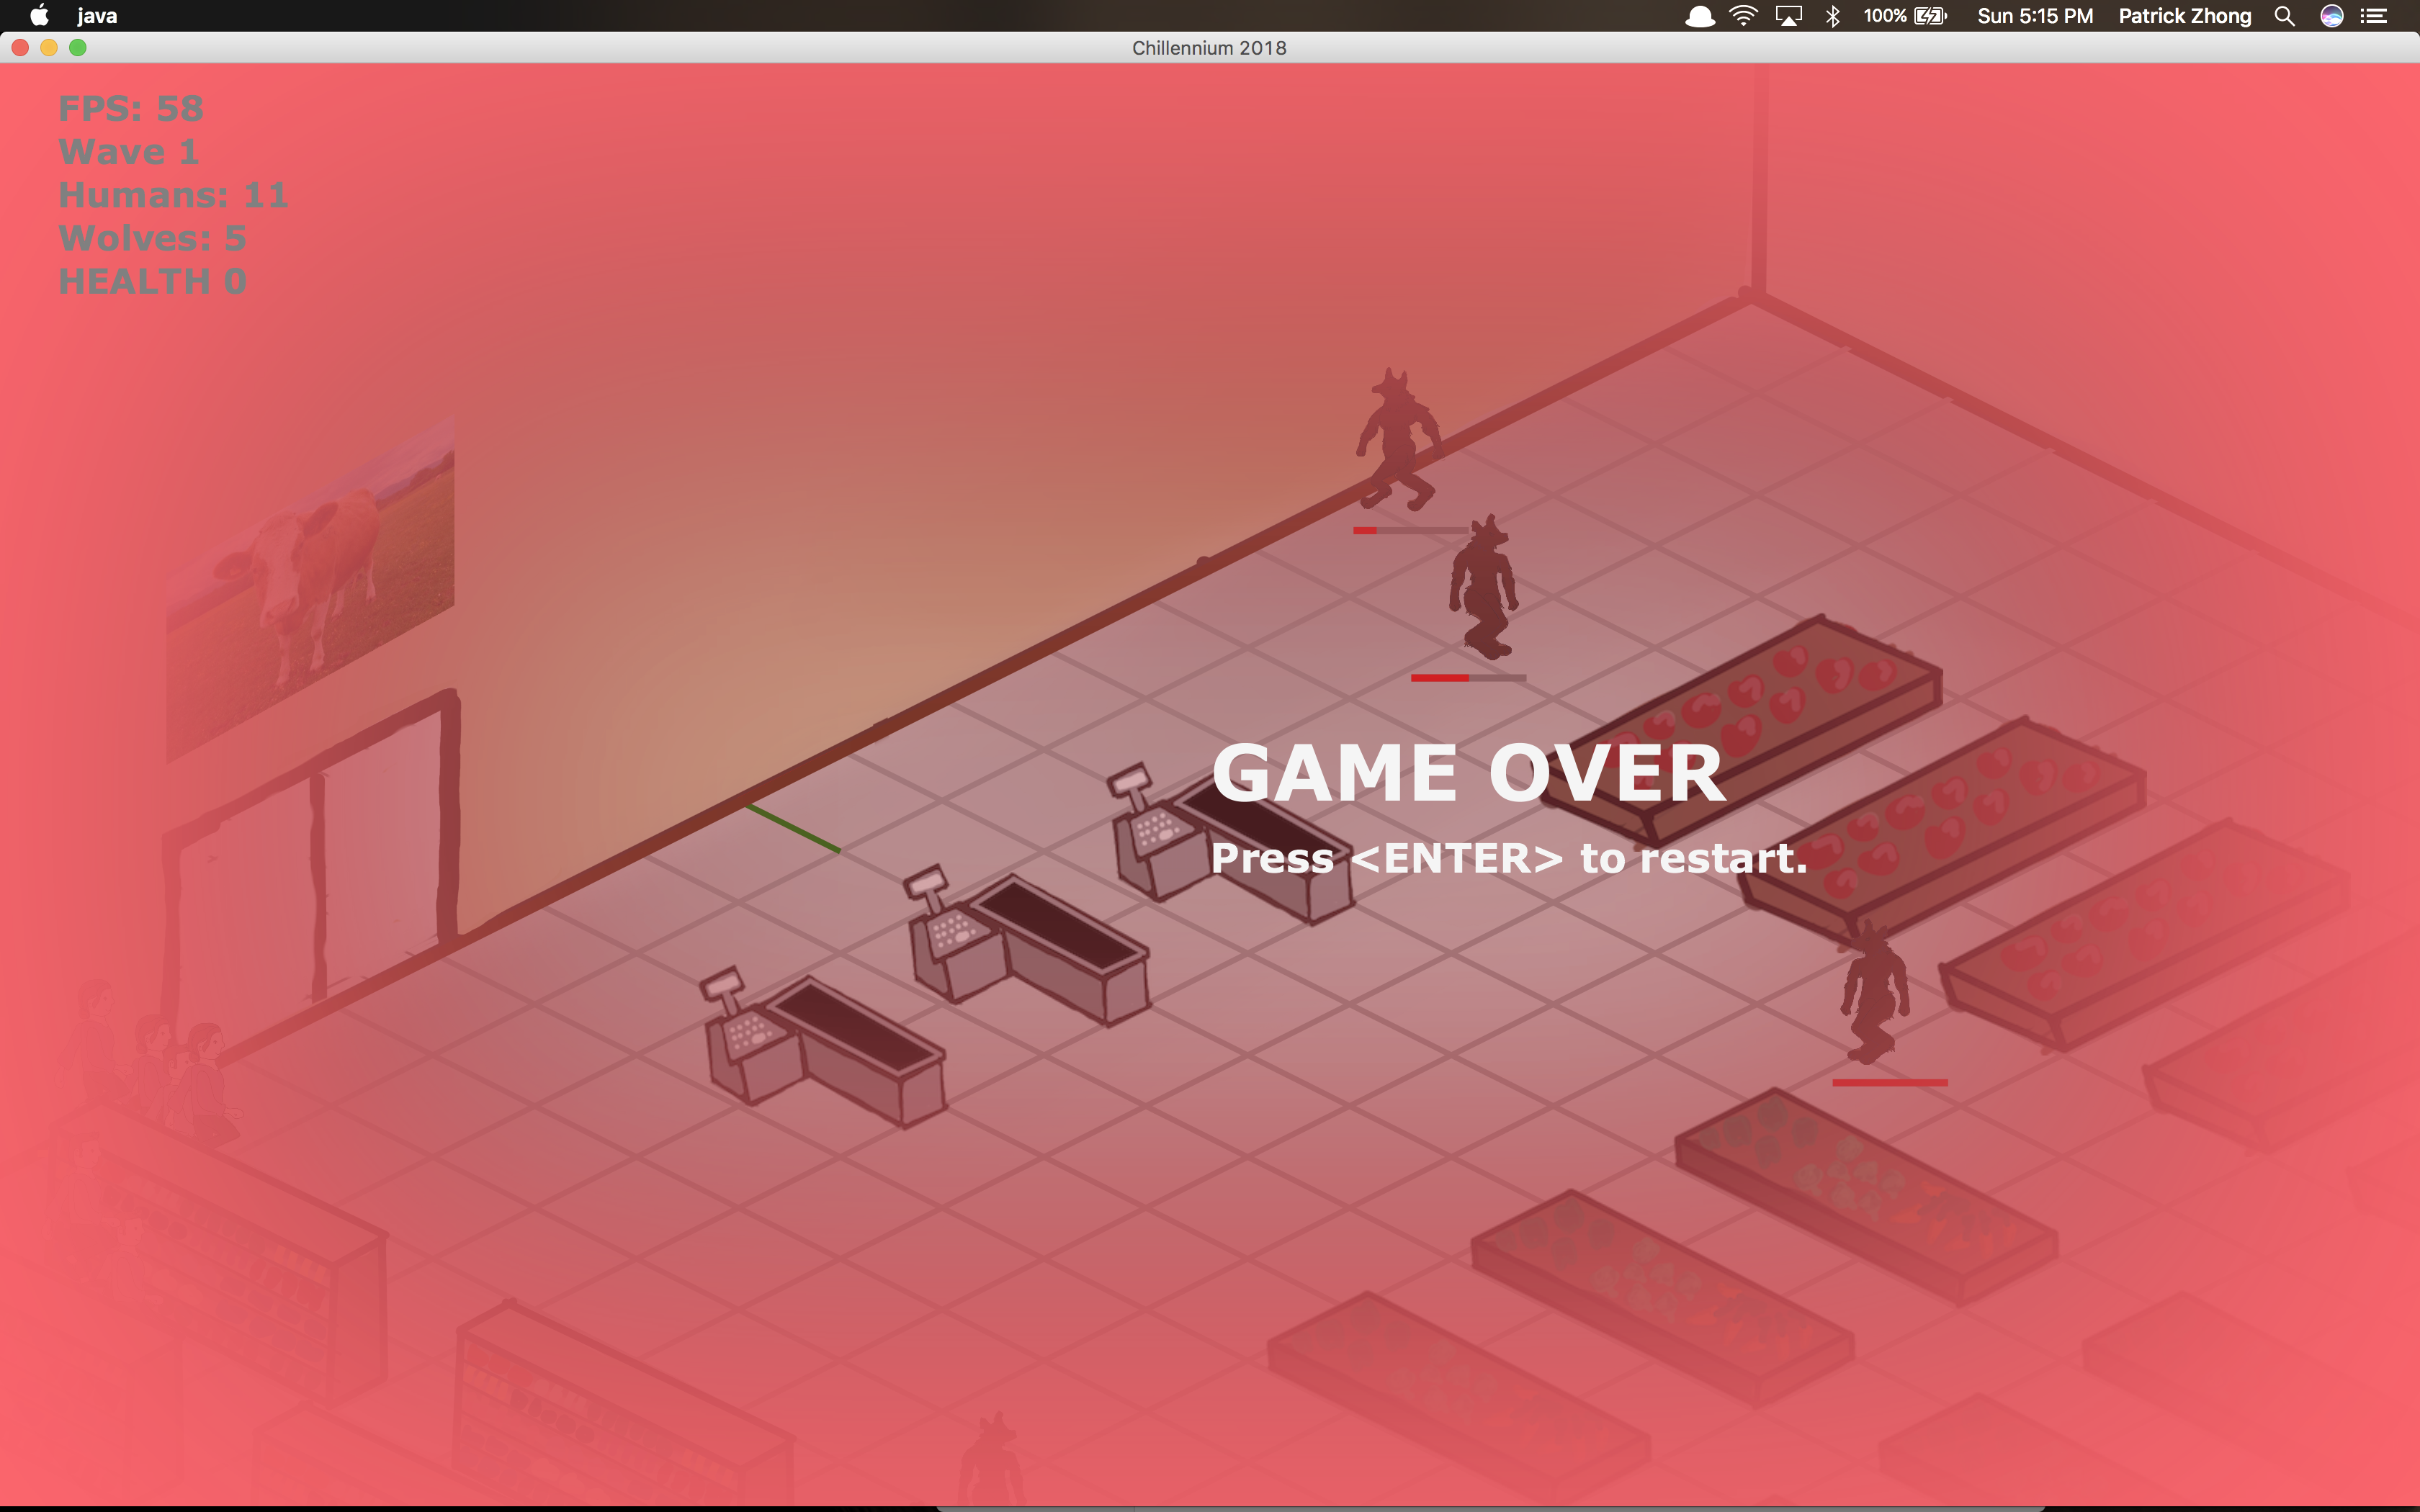 java
100%
Sun 5:15 PM
Patrick Zhong
Chillennium 2018
FPS: 58
Wave 1
Humans: 11
Wolves: 5
HEALTH 0
GAME OVER
Press <ENTER> to restart.